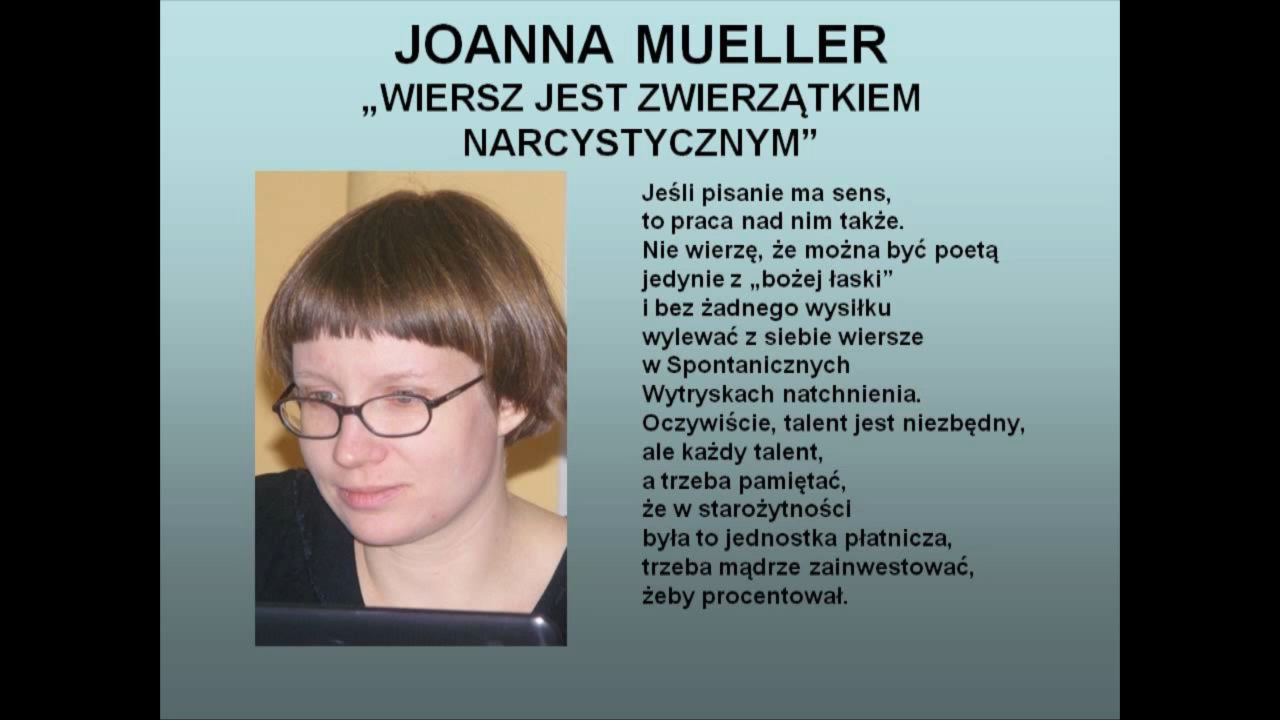 JOANNA MUELLER
„WIERSZ JEST ZWIERZĄTKIEM
NARCYSTYCZNYM”
Jeśli pisanie ma sens,
to praca nad nim także.
Nie wierzę, że można być poetą
jedynie z „bożej łaski”
i bez żadnego wysiłku
wylewać z siebie wiersze
w Spontanicznych
Wytryskach natchnienia.
Oczywiście, talent jest niezbędny,
ale każdy talent,
a trzeba pamiętać,
że w starożytności
była to jednostka płatnicza,
trzeba mądrze zainwestować,
żeby procentował.